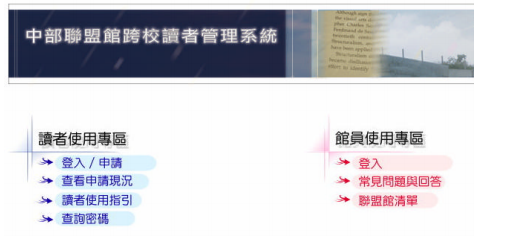 中部聯盟館跨校讀者管理系統
讀者使用專區
登入 / 申請
查看申請現況
讀者使用指引
查詢密碼
館員使用專區
登入
常見問題與回答
聯盟館清單